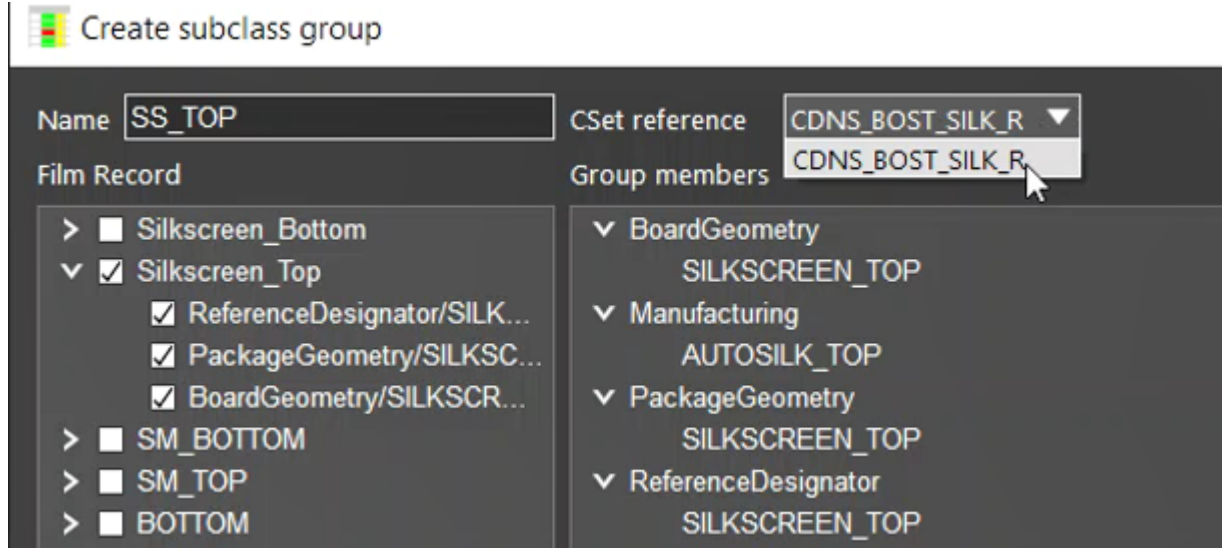 Create subclass group
Name SS_TOP
CSet reference CDNS_BOST_SILK_R
CDNS_BOST_SILK_R
Film Record
Silkscreen_Bottom
Silkscreen_Top
ReferenceDesignator/SILK...
PackageGeometry/SILKSC...
BoardGeometry/SILKSCR...
SM_BOTTOM
SM_TOP
BOTTOM
Group members
BoardGeometry
SILKSCREEN_TOP
Manufacturing
AUTOSILK_TOP
PackageGeometry
SILKSCREEN_TOP
ReferenceDesignator
SILKSCREEN_TOP